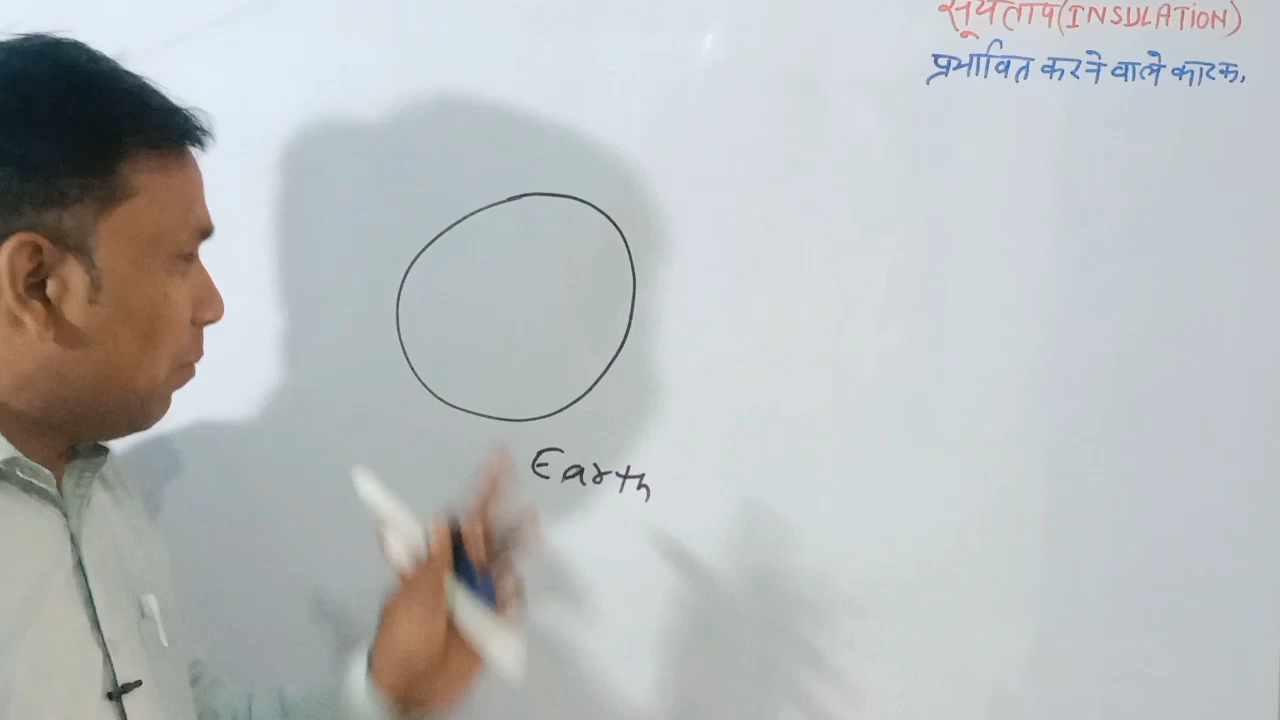 सूर्यताप(INSULATION)
प्रभावित करने वाले कारक,
Earth